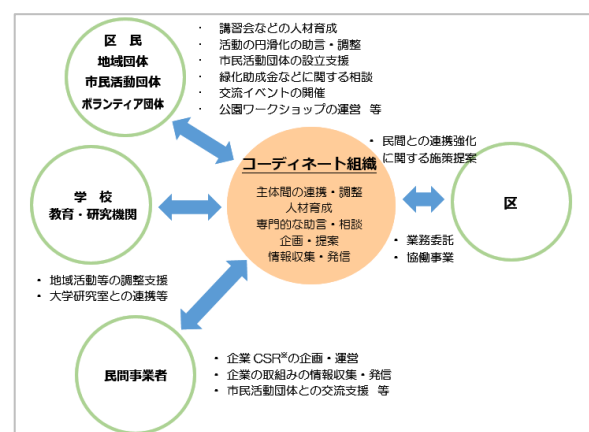 区　民
地域団体
市民活動団体
ボランティア団体
・ 講習会などの人材育成
・ 活動の円滑化の助言・調整
・ 市民活動団体の設立支援
・ 緑化助成金などに関する相談
・ 交流イベントの開催
・ 公園ワークショップの運営 等
コーディネート組織
主体間の連携・調整
人材育成
専門的な助言・相談
企画・提案
情報収集・発信
・ 民間との連携強化
に関する施策提案
区
・ 業務委託
・ 協働事業
学　校
教育・研究機関
・ 地域活動等の調整支援
・ 大学研究室との連携等
民間事業者
・ 企業 CSR※の企画・運営
・ 企業の取組みの情報収集・発信
・ 市民活動団体との交流支援 等